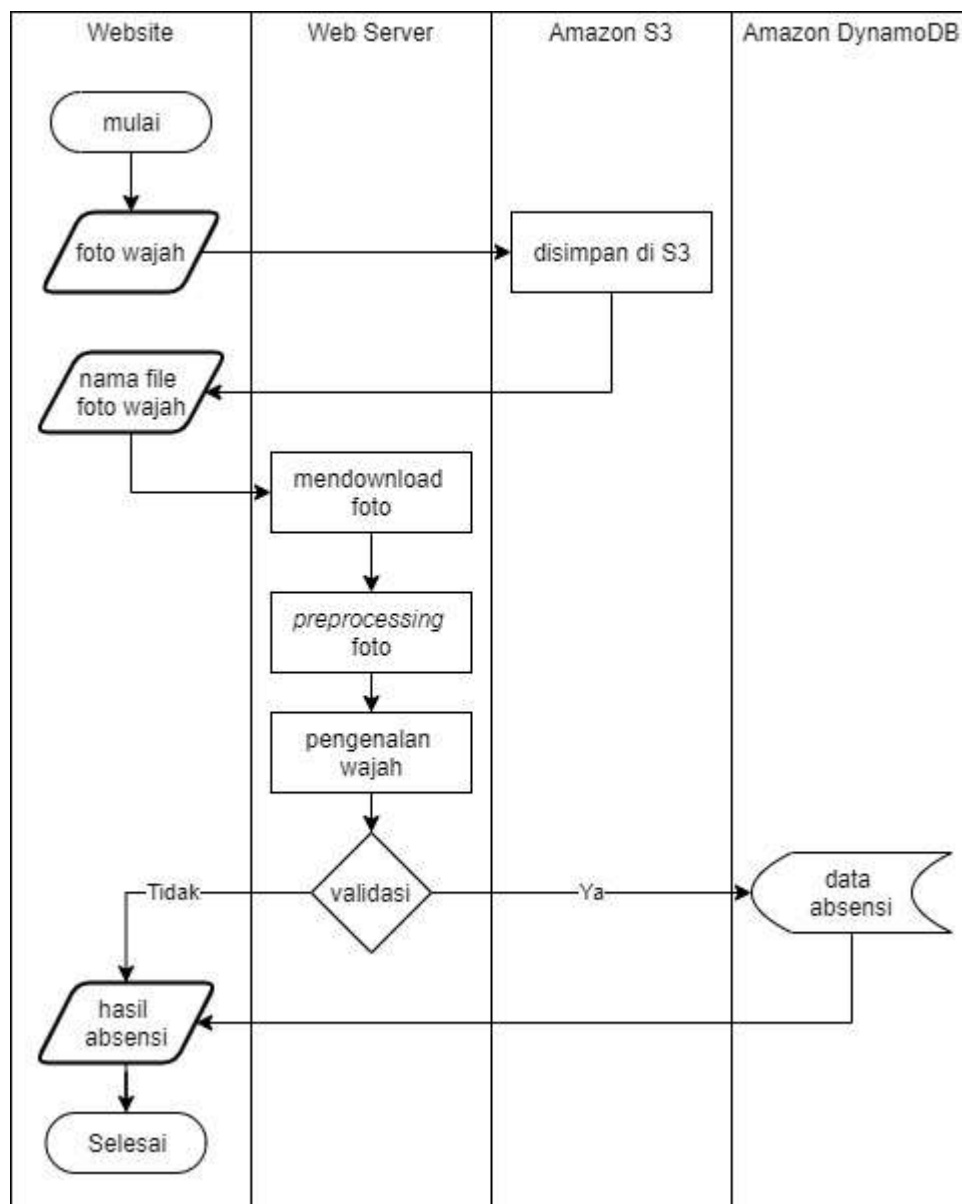 Website
Web Server
Amazon S3
Amazon DynamoDB
mulai
foto wajah
disimpan di S3
nama file
foto wajah
mendownload
foto
preprocessing
foto
pengenalan
wajah
Tidak
validasi
Ya
data
absensi
hasil
absensi
Selesai